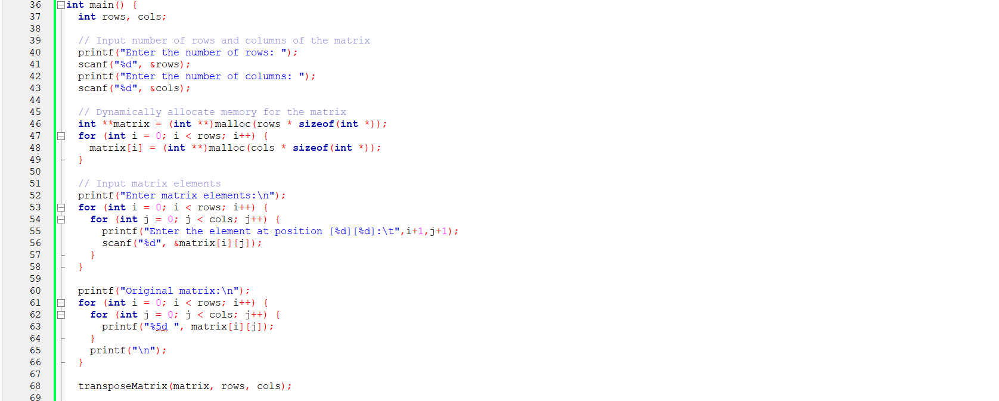 36 int main() {
37 int rows, cols;
38
39 // Input number of rows and columns of the matrix
40 printf("Enter the number of rows: ");
41 scanf("%d", &rows);
42 printf("Enter the number of columns: ");
43 scanf("%d", &cols);
44
45 // Dynamically allocate memory for the matrix
46 int **matrix = (int **)malloc(rows * sizeof(int *));
47 for (int i = 0; i < rows; i++) {
48 matrix[i] = (int **)malloc(cols * sizeof(int *));
49 }
50
51 // Input matrix elements
52 printf("Enter matrix elements:\n");
53 for (int i = 0; i < rows; i++) {
54 for (int j = 0; j < cols; j++) {
55 printf("Enter the element at position [%d][%d]:\t",i+1,j+1);
56 scanf("%d", &matrix[i][j]);
57 }
58 }
59
60 printf("Original matrix:\n");
61 for (int i = 0; i < rows; i++) {
62 for (int j = 0; j < cols; j++) {
63 printf("%5d ", matrix[i][j]);
64 }
65 printf("\n");
66 }
67
68 transposeMatrix(matrix, rows, cols);
69